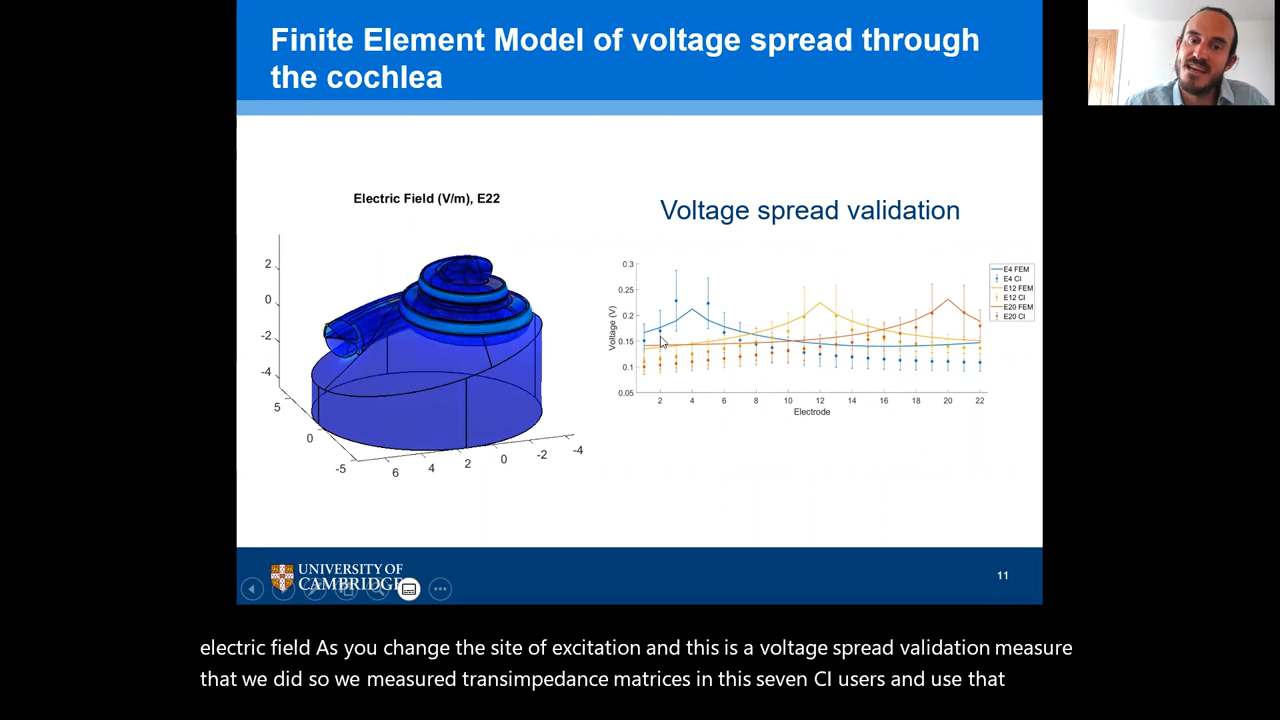 Finite Element Model of voltage spread through
the cochlea
Electric Field (V/m), E22
2
0
-2
-4
5
0
-5
6
4
2
0
-2
-4
Voltage spread validation
0.3
0.25
0.2
0.15
0.1
0.05
Voltage (V)
2 4 6 8 10 12 14 16 18 20 22
Electrode
E4 FEM
E4 CI
E12 FEM
E12 CI
E20 FEM
E20 CI
UNIVERSITY OF
CAMBRIDGE
11
electric field As you change the site of excitation and this is a voltage spread validation measure
that we did so we measured transimpedance matrices in this seven CI users and use that